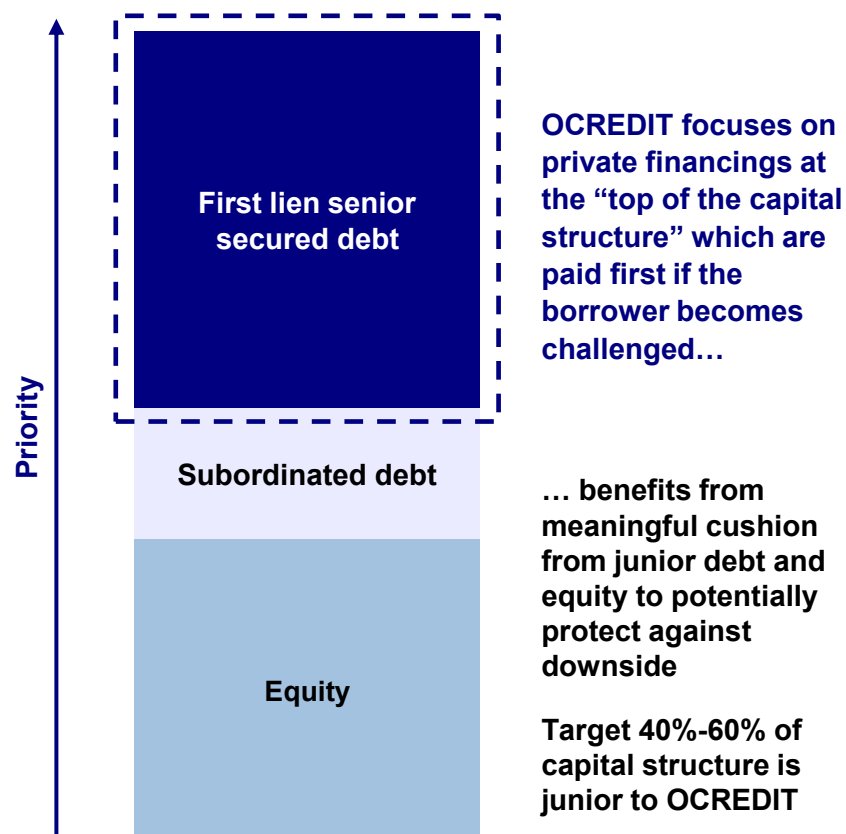 Priority
First lien senior
secured debt
Subordinated debt
Equity
OCREDIT focuses on
private financings at
the “top of the capital
structure” which are
paid first if the
borrower becomes
challenged…
… benefits from
meaningful cushion
from junior debt and
equity to potentially
protect against
downside
Target 40%-60% of
capital structure is
junior to OCREDIT